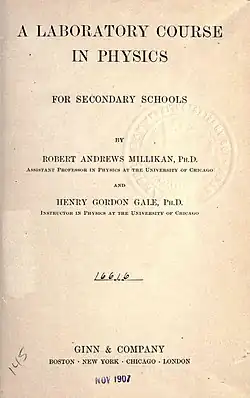 A LABORATORY COURSE
IN PHYSICS
FOR SECONDARY SCHOOLS
BY
ROBERT ANDREWS MILLIKAN, PH.D.
ASSISTANT PROFESSOR IN PHYSICS AT THE UNIVERSITY OF CHICAGO
AND
HENRY GORDON GALE, PH.D.
INSTRUCTOR IN PHYSICS AT THE UNIVERSITY OF CHICAGO
16616
GINN & COMPANY
BOSTON · NEW YORK · CHICAGO · LONDON
NOV 1907